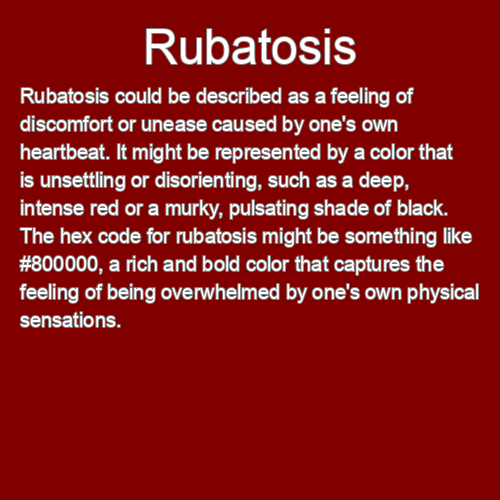 Rubatosis
Rubatosis could be described as a feeling of
discomfort or unease caused by one's own
heartbeat. It might be represented by a color that
is unsettling or disorienting, such as a deep,
intense red or a murky, pulsating shade of black.
The hex code for rubatosis might be something like
#800000, a rich and bold color that captures the
feeling of being overwhelmed by one's own physical
sensations.